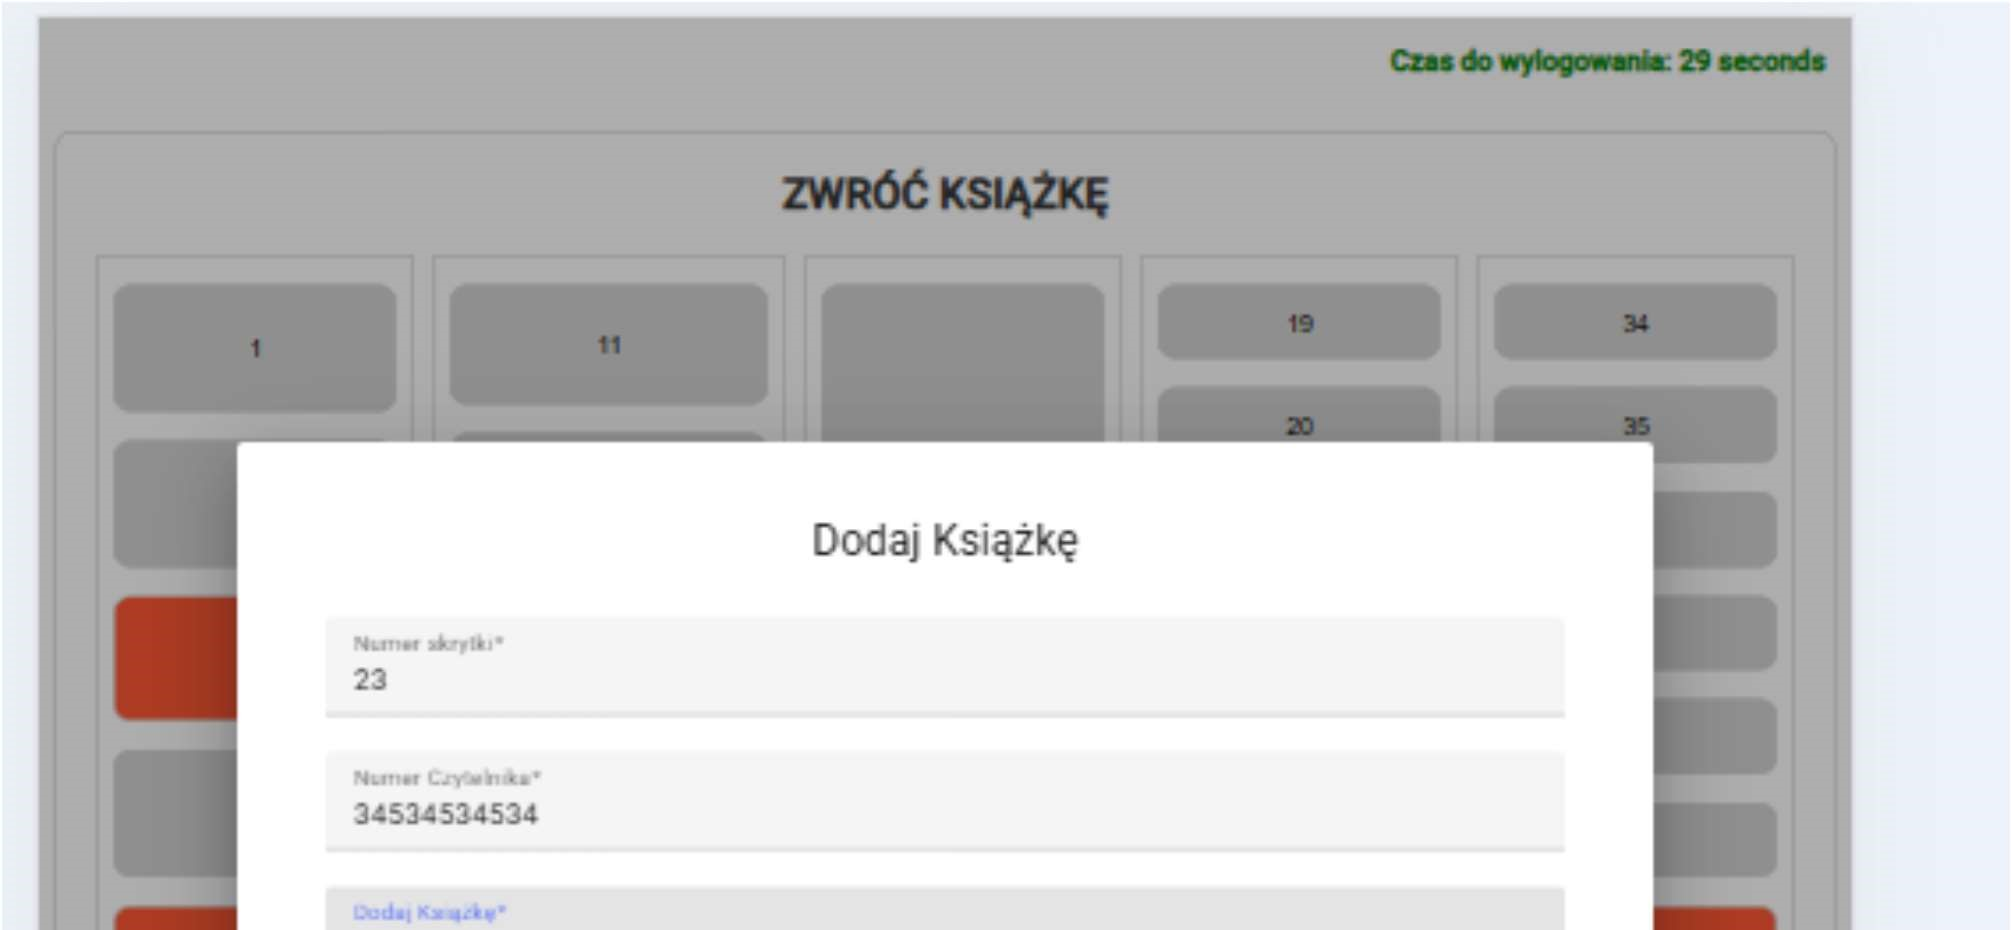 Czas do wylogowania: 29 seconds
ZWRÓĆ KSIĄŻKĘ
1
11
19
34
20
35
Dodaj Książkę
Numer skrytki*
23
Numer Czytelnika*
34534534534
Dodaj Książkę*